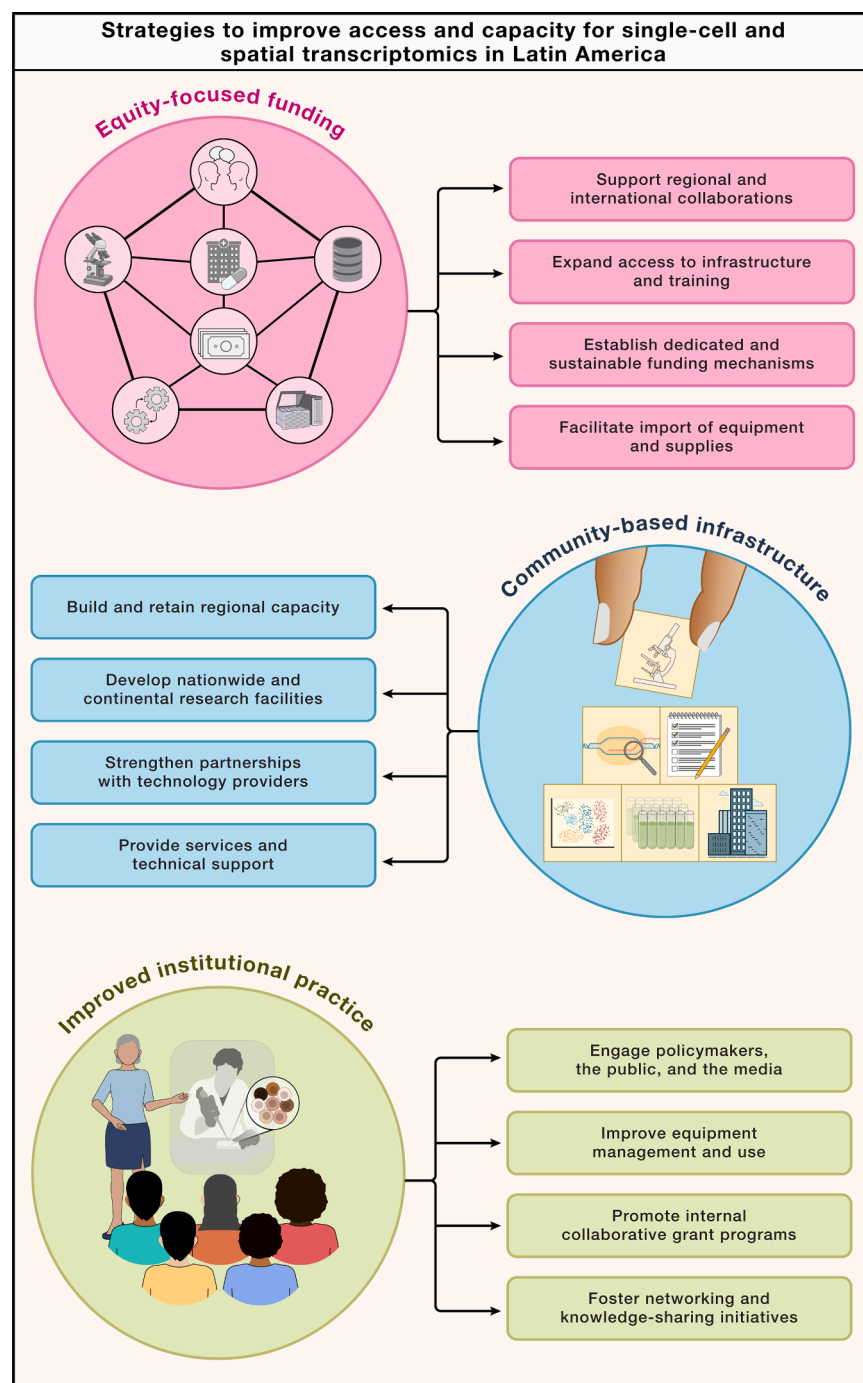 Strategies to improve access and capacity for single-cell and
spatial transcriptomics in Latin America
Equity-focused funding
Support regional and
international collaborations
Expand access to infrastructure
and training
Establish dedicated and
sustainable funding mechanisms
Facilitate import of equipment
and supplies
Community-based infrastructure
Build and retain regional capacity
Develop nationwide and
continental research facilities
Strengthen partnerships
with technology providers
Provide services and
technical support
Improved institutional practice
Engage policymakers,
the public, and the media
Improve equipment
management and use
Promote internal
collaborative grant programs
Foster networking and
knowledge-sharing initiatives